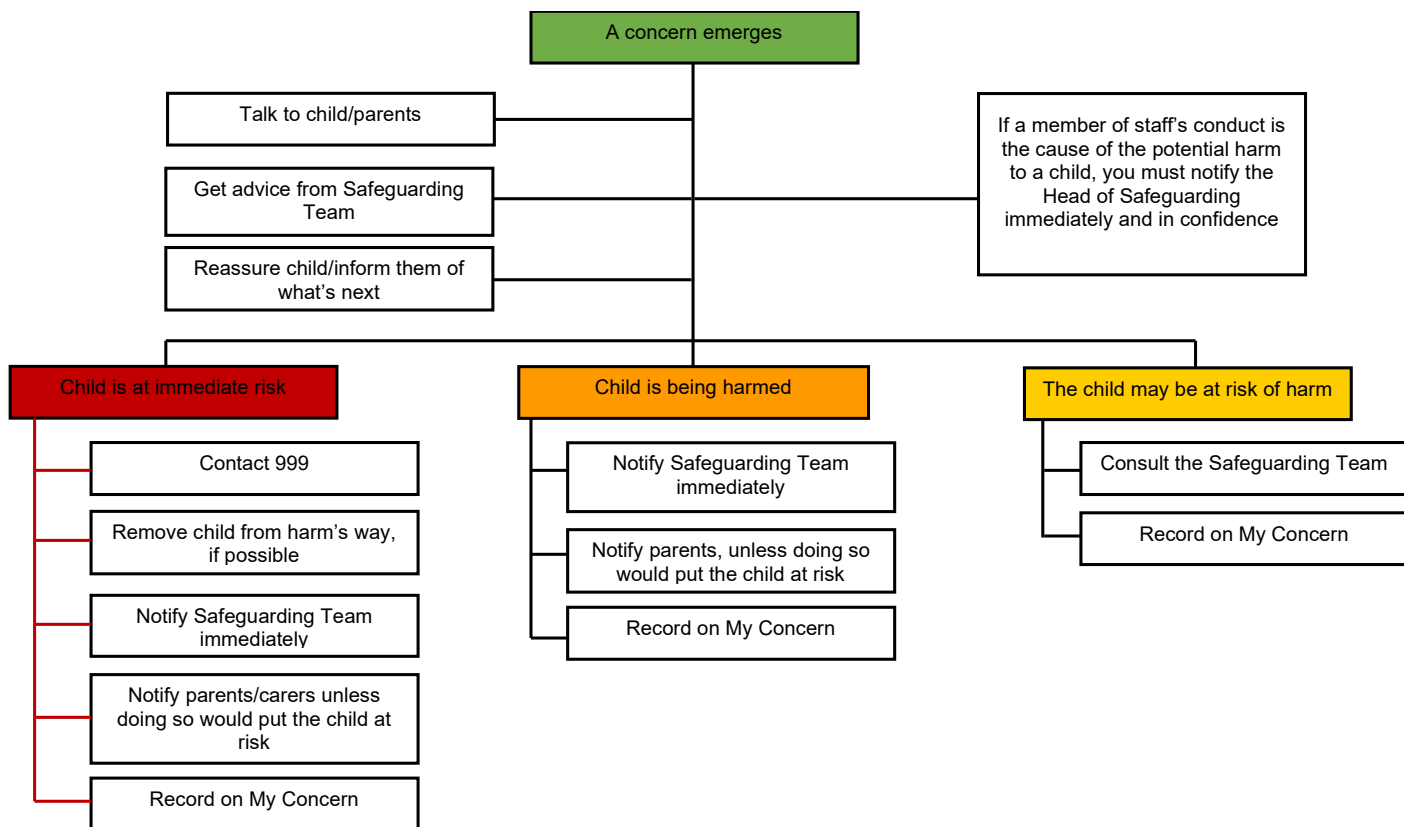 A concern emerges
Talk to child/parents
Get advice from Safeguarding
Team
Reassure child/inform them of
what’s next
If a member of staff’s conduct is
the cause of the potential harm
to a child, you must notify the
Head of Safeguarding
immediately and in confidence
Child is at immediate risk
Contact 999
Remove child from harm’s way,
if possible
Notify Safeguarding Team
immediately
Notify parents/carers unless
doing so would put the child at
risk
Record on My Concern
Child is being harmed
Notify Safeguarding Team
immediately
Notify parents, unless doing so
would put the child at risk
Record on My Concern
The child may be at risk of harm
Consult the Safeguarding Team
Record on My Concern